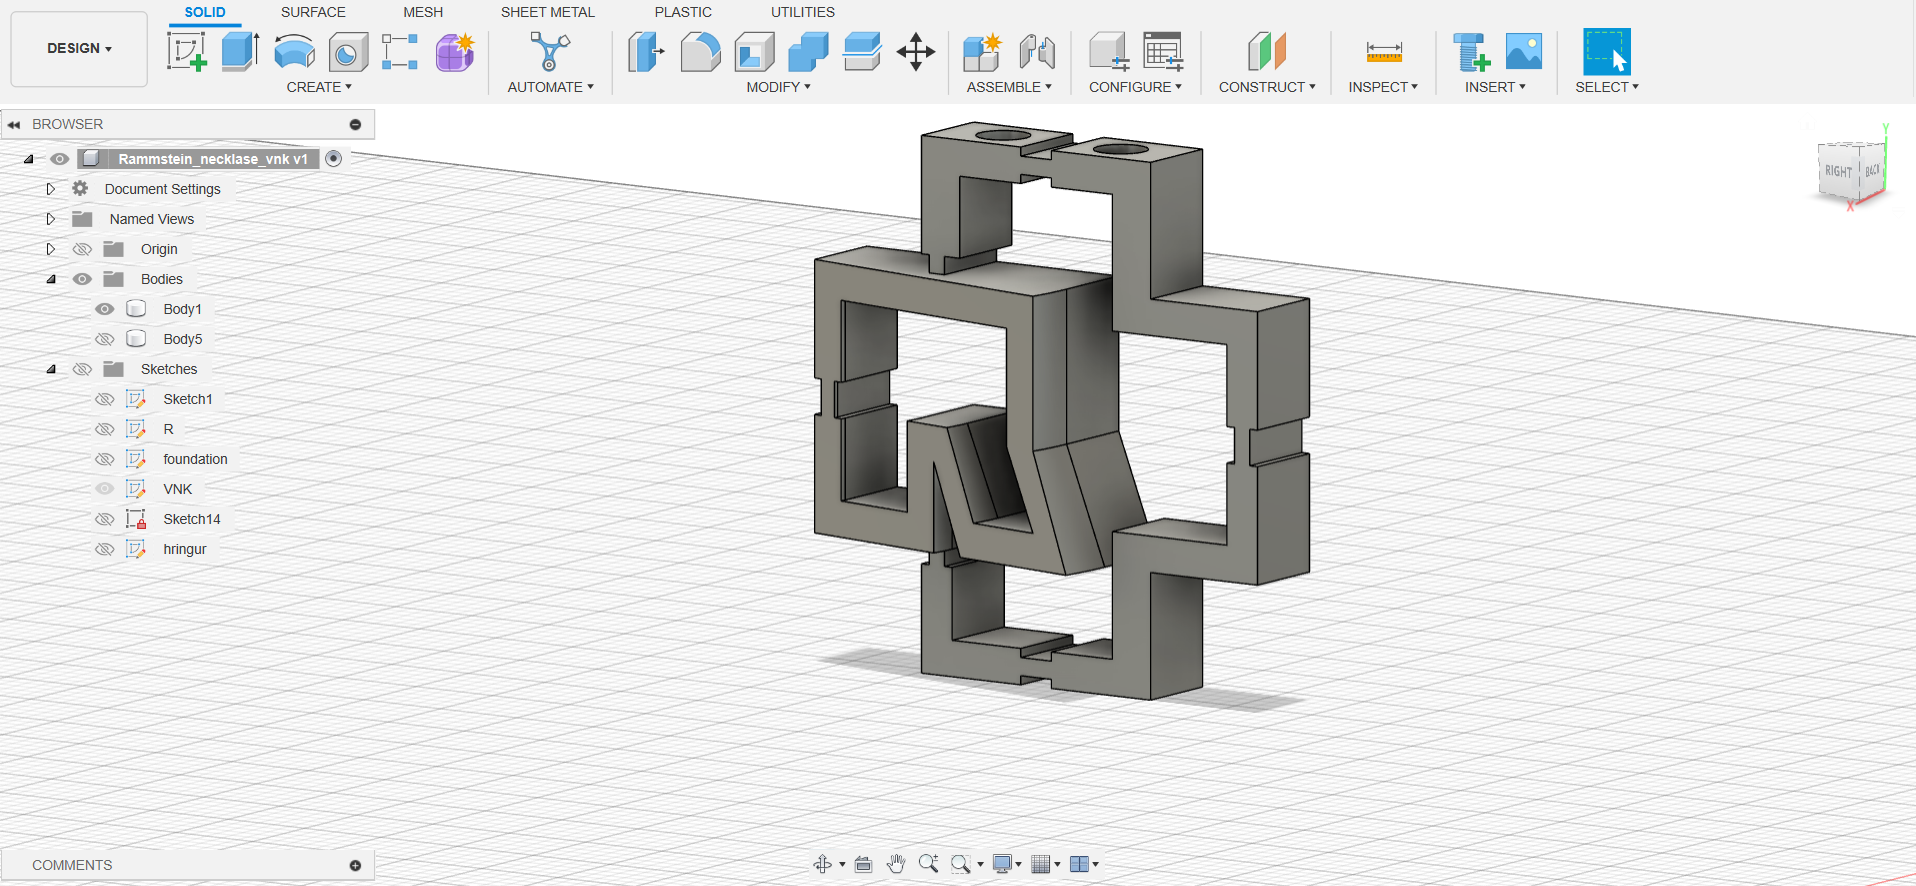 SOLID SURFACE MESH SHEET METAL PLASTIC UTILITIES
DESIGN
CREATE AUTOMATE MODIFY ASSEMBLE CONFIGURE CONSTRUCT INSPECT INSERT SELECT
BROWSER
Rammstein_necklase_vnk v1
Document Settings
Named Views
Origin
Bodies
Body1
Body5
Sketches
Sketch1
R
foundation
VNK
Sketch14
hringur
Y
RIGHT BACK
X
COMMENTS